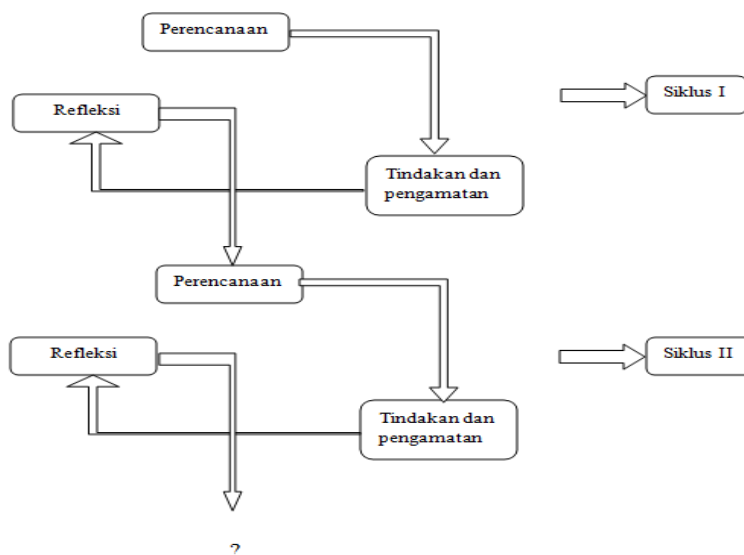 Perencanaan
Refleksi
Siklus I
Tindakan dan
pengamatan
Perencanaan
Refleksi
Siklus II
Tindakan dan
pengamatan
?